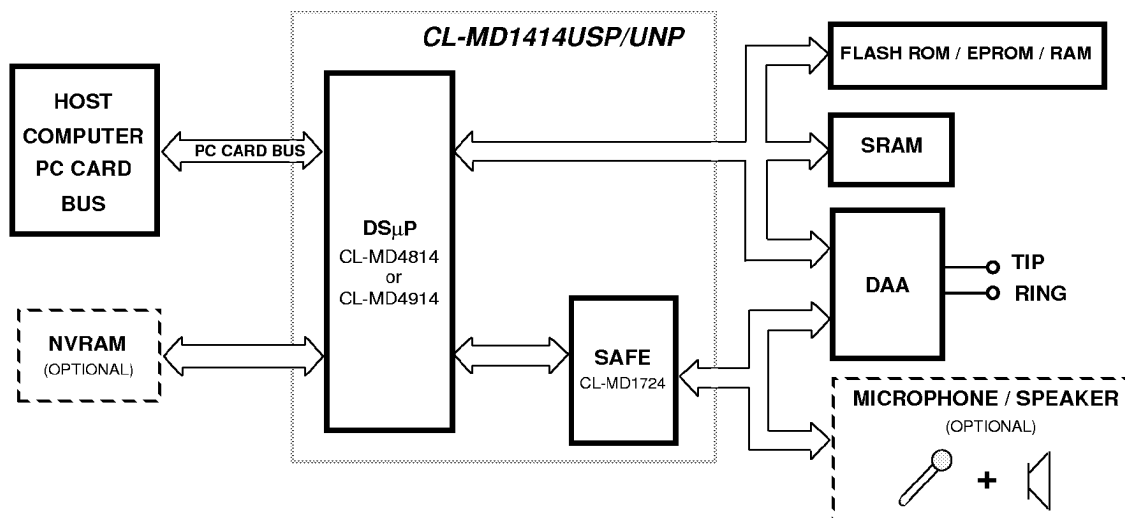 CL-MD1414USP/UNP
HOST
COMPUTER
PC CARD
BUS
PC CARD BUS
DSμP
CL-MD4814
or
CL-MD4914
NVRAM
(OPTIONAL)
SAFE
CL-MD1724
FLASH ROM / EPROM / RAM
SRAM
DAA
TIP
RING
MICROPHONE / SPEAKER
(OPTIONAL)
+